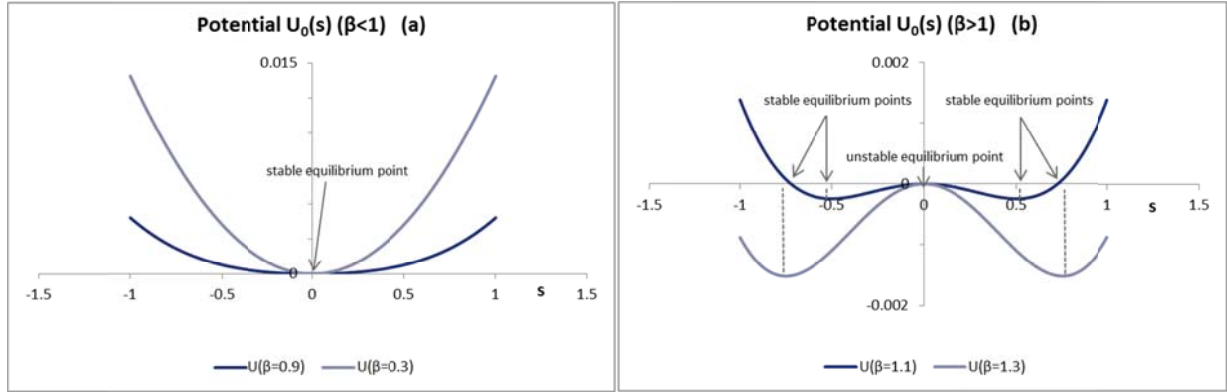 Potential U₀(s) (β<1) (a)
0.015
stable equilibrium point
0
-1.5 -1 -0.5 0 0.5 1 s 1.5
U(β=0.9) U(β=0.3)
Potential U₀(s) (β>1) (b)
0.002
stable equilibrium points stable equilibrium points
unstable equilibrium point
0
-1.5 -1 -0.5 0 0.5 1 s 1.5
-0.002
U(β=1.1) U(β=1.3)